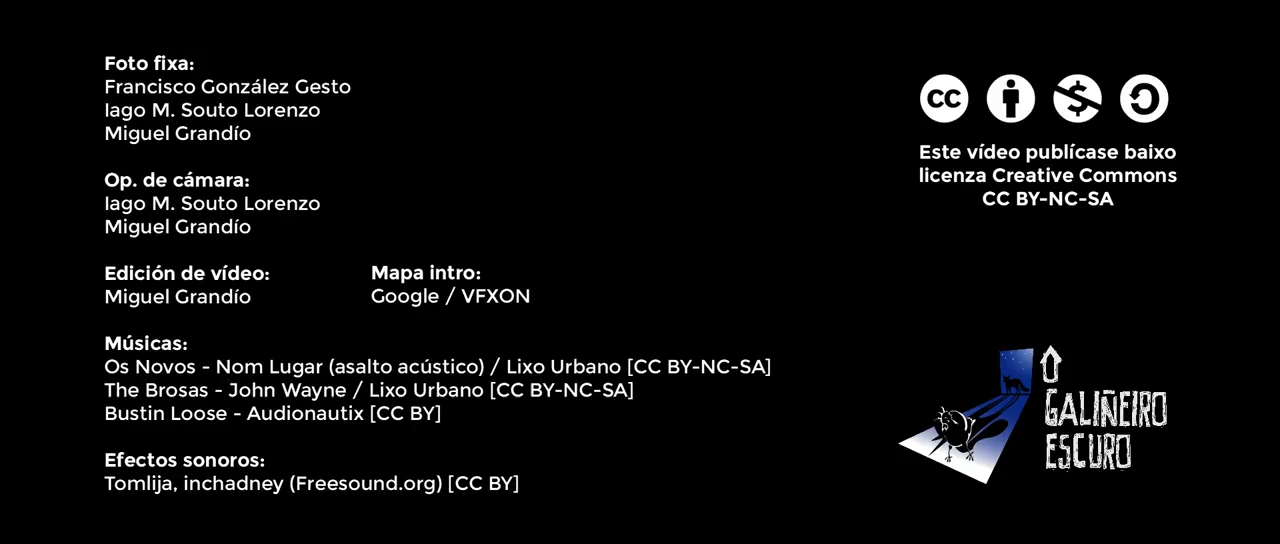 Foto fixa:
Francisco González Gesto
Iago M. Souto Lorenzo
Miguel Grandío
Op. de cámara:
Iago M. Souto Lorenzo
Miguel Grandío
Edición de vídeo:
Miguel Grandío
Mapa intro:
Google / VFXON
Músicas:
Os Novos - Nom Lugar (asalto acústico) / Lixo Urbano [CC BY-NC-SA]
The Brosas - John Wayne / Lixo Urbano [CC BY-NC-SA]
Bustin Loose - Audionautix [CC BY]
Efectos sonoros:
Tomlija, inchadney (Freesound.org) [CC BY]
cc
Este vídeo publícase baixo
licenza Creative Commons
CC BY-NC-SA
O
GALIÑEIRO
ESCURO